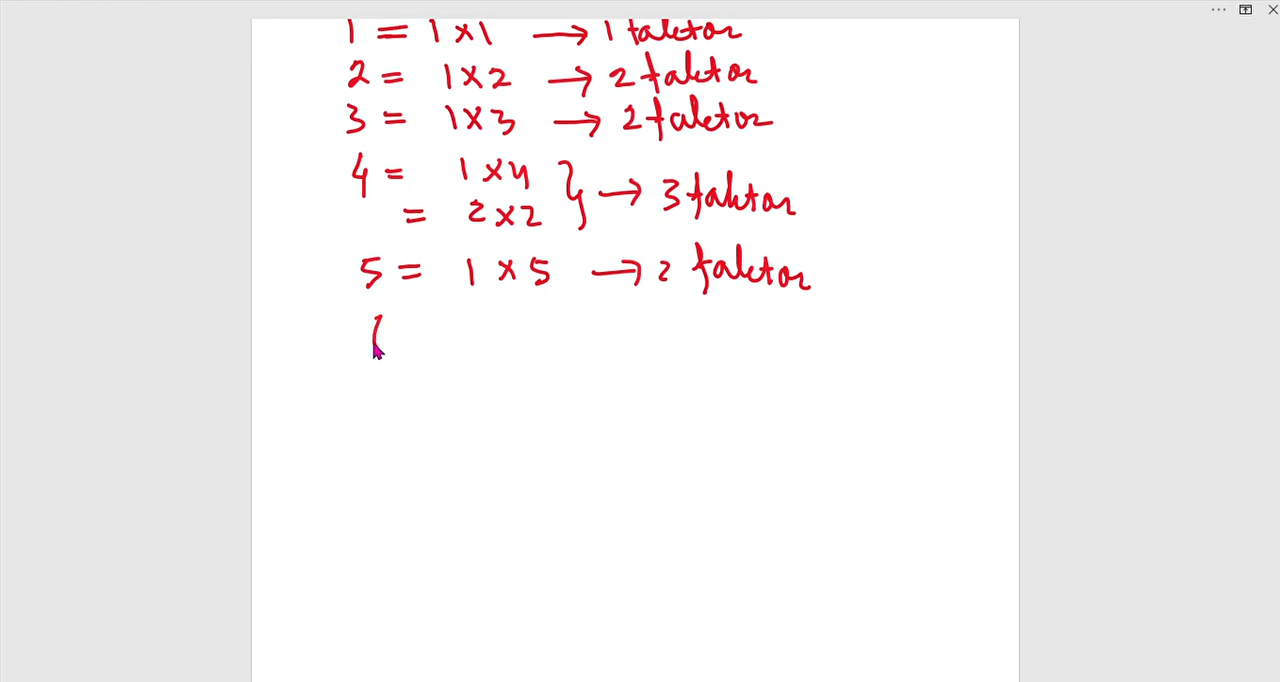 1 = 1 x 1 → 1 faktor
2 = 1 x 2 → 2 faktor
3 = 1 x 3 → 2 faktor
4 = 1 x 4
= 2 x 2 } → 3 faktor
5 = 1 x 5 → 2 faktor